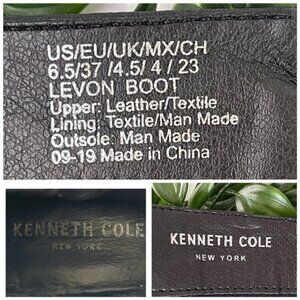 US/EU/UK/MX/CH
6.5/37 /4.5/ 4 / 23
LEVON BOOT
Upper: Leather/Textile
Lining: Textile/Man Made
Outsole: Man Made
09-19 Made in China
KENNETH COLE
NEW YORK
KENNETH COLE
NEW YORK